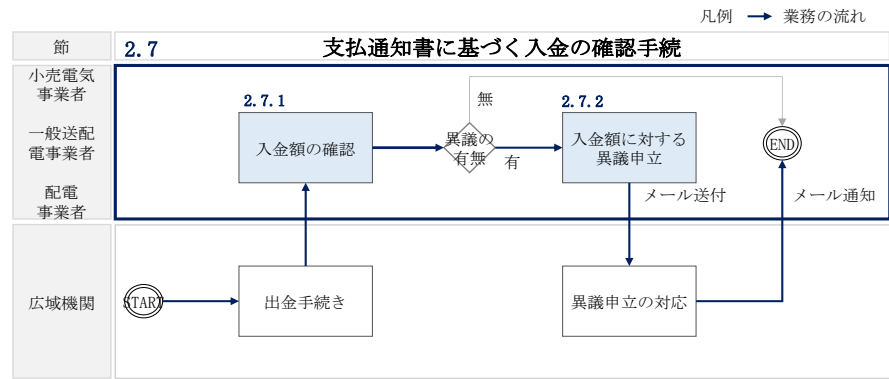 凡例 業務の流れ
節 2.7 支払通知書に基づく入金の確認手続
小売電気
事業者
一般送配
電事業者
配電
事業者
2.7.1
入金額の確認
異議の
有無
無
有
2.7.2
入金額に対する
異議申立
END
メール送付
メール通知
広域機関
START
出金手続き
異議申立の対応